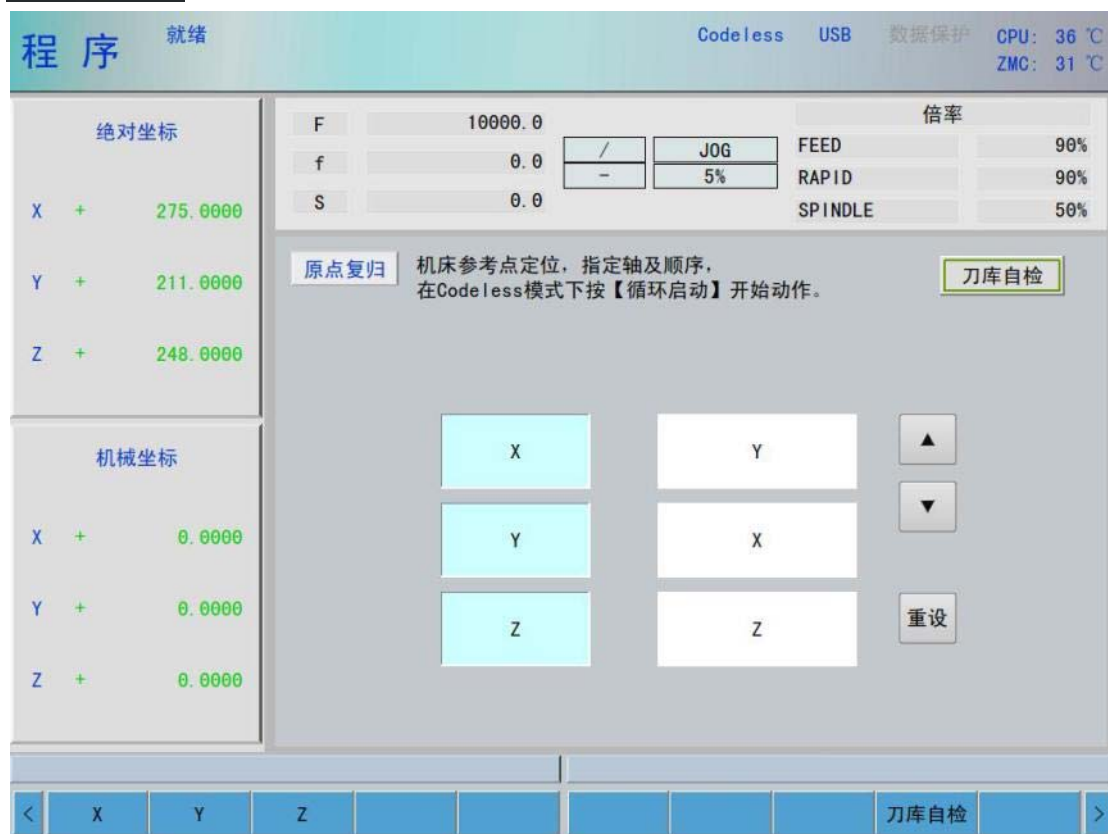 程 序
就绪
Codeless USB 数据保护 CPU: 36 ℃
ZMC: 31 ℃
绝对坐标
X + 275.0000
Y + 211.0000
Z + 248.0000
机械坐标
X + 0.0000
Y + 0.0000
Z + 0.0000
F 10000.0
f 0.0
S 0.0
/ JOG
- 5%
倍率
FEED 90%
RAPID 90%
SPINDLE 50%
原点复归
机床参考点定位，指定轴及顺序，
在Codeless模式下按【循环启动】开始动作。
刀库自检
X Y ▲
▼
Y X
Z Z 重设
< X Y Z 刀库自检 >